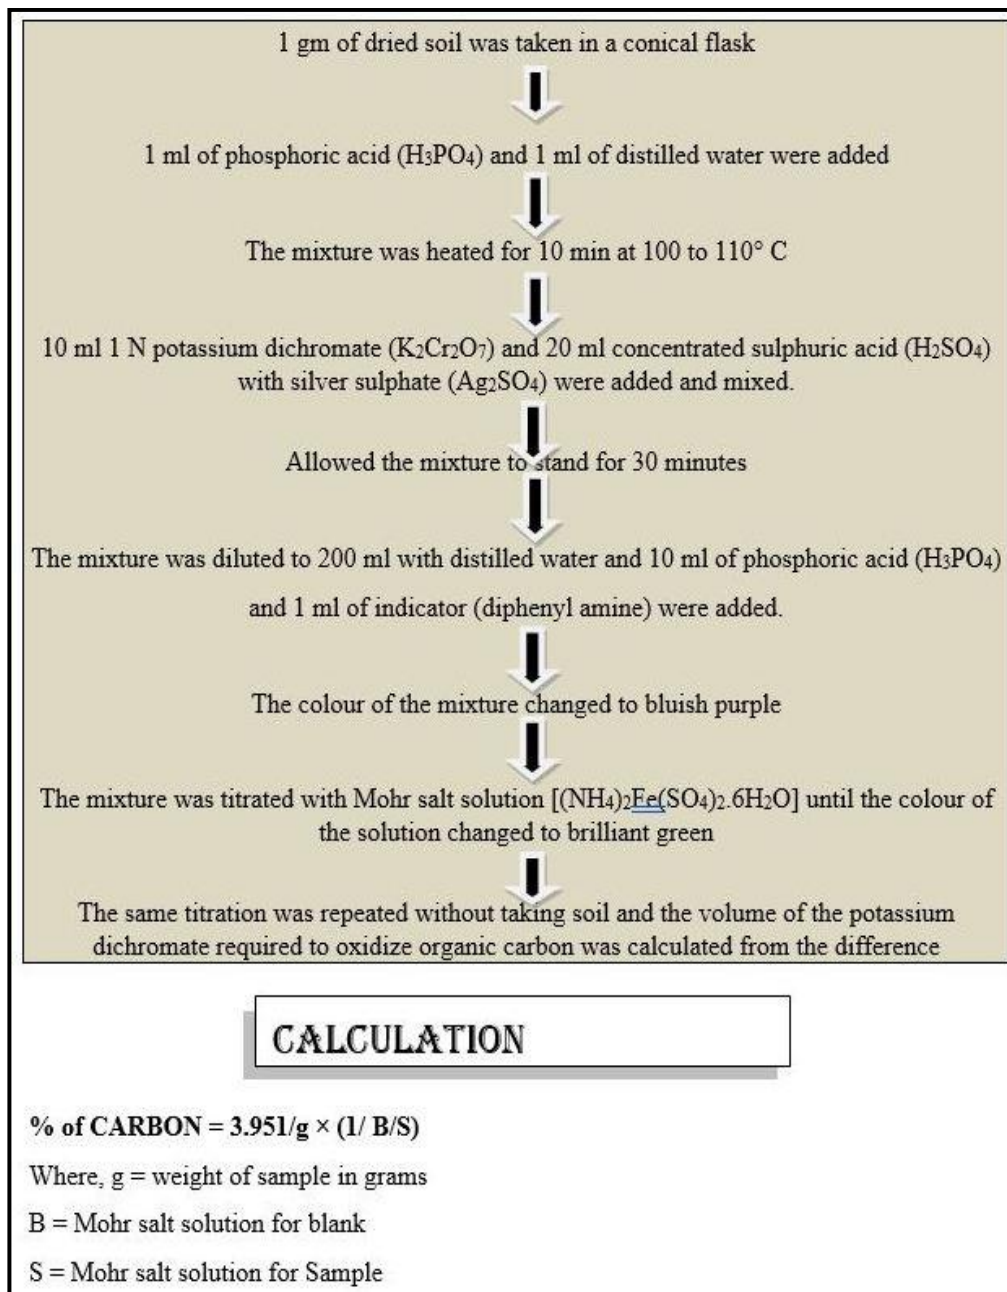 1 gm of dried soil was taken in a conical flask
1 ml of phosphoric acid (H₃PO₄) and 1 ml of distilled water were added
The mixture was heated for 10 min at 100 to 110° C
10 ml 1 N potassium dichromate (K₂Cr₂O₇) and 20 ml concentrated sulphuric acid (H₂SO₄)
with silver sulphate (Ag₂SO₄) were added and mixed.
Allowed the mixture to stand for 30 minutes
The mixture was diluted to 200 ml with distilled water and 10 ml of phosphoric acid (H₃PO₄)
and 1 ml of indicator (diphenyl amine) were added.
The colour of the mixture changed to bluish purple
The mixture was titrated with Mohr salt solution [(NH₄)₂Fe(SO₄)₂.6H₂O] until the colour of
the solution changed to brilliant green
The same titration was repeated without taking soil and the volume of the potassium
dichromate required to oxidize organic carbon was calculated from the difference
CALCULATION
% of CARBON = 3.951/g × (1/ B/S)
Where, g = weight of sample in grams
B = Mohr salt solution for blank
S = Mohr salt solution for Sample